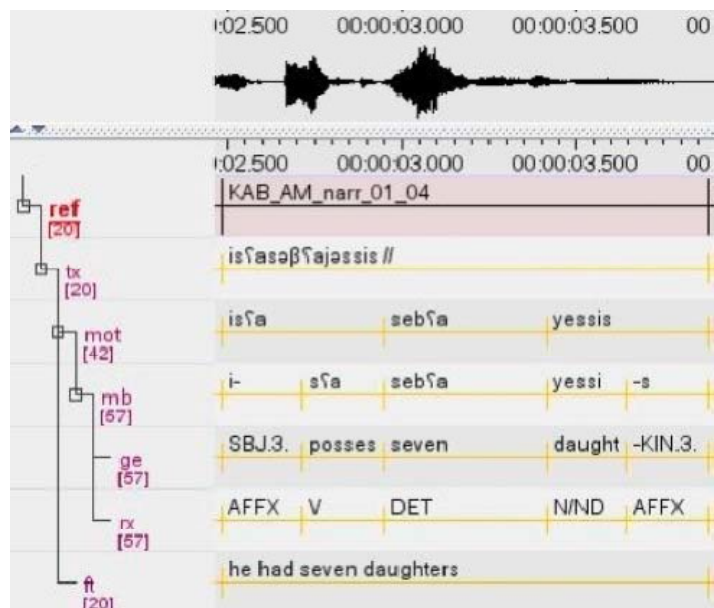 02.500 00:00:03.000 00:00:03.500 00
02.500 00:00:03.000 00:00:03.500 00
ref KAB_AM_narr_01_04
[20]
tx isʕasəβʕajəssis //
[20]
mot isʕa sebʕa yessis
[42]
mb i- sʕa sebʕa yessi -s
[57]
ge SBJ.3. posses seven daught -KIN.3.
[57]
rx AFFX V DET N/ND AFFX
[57]
ft he had seven daughters
[20]